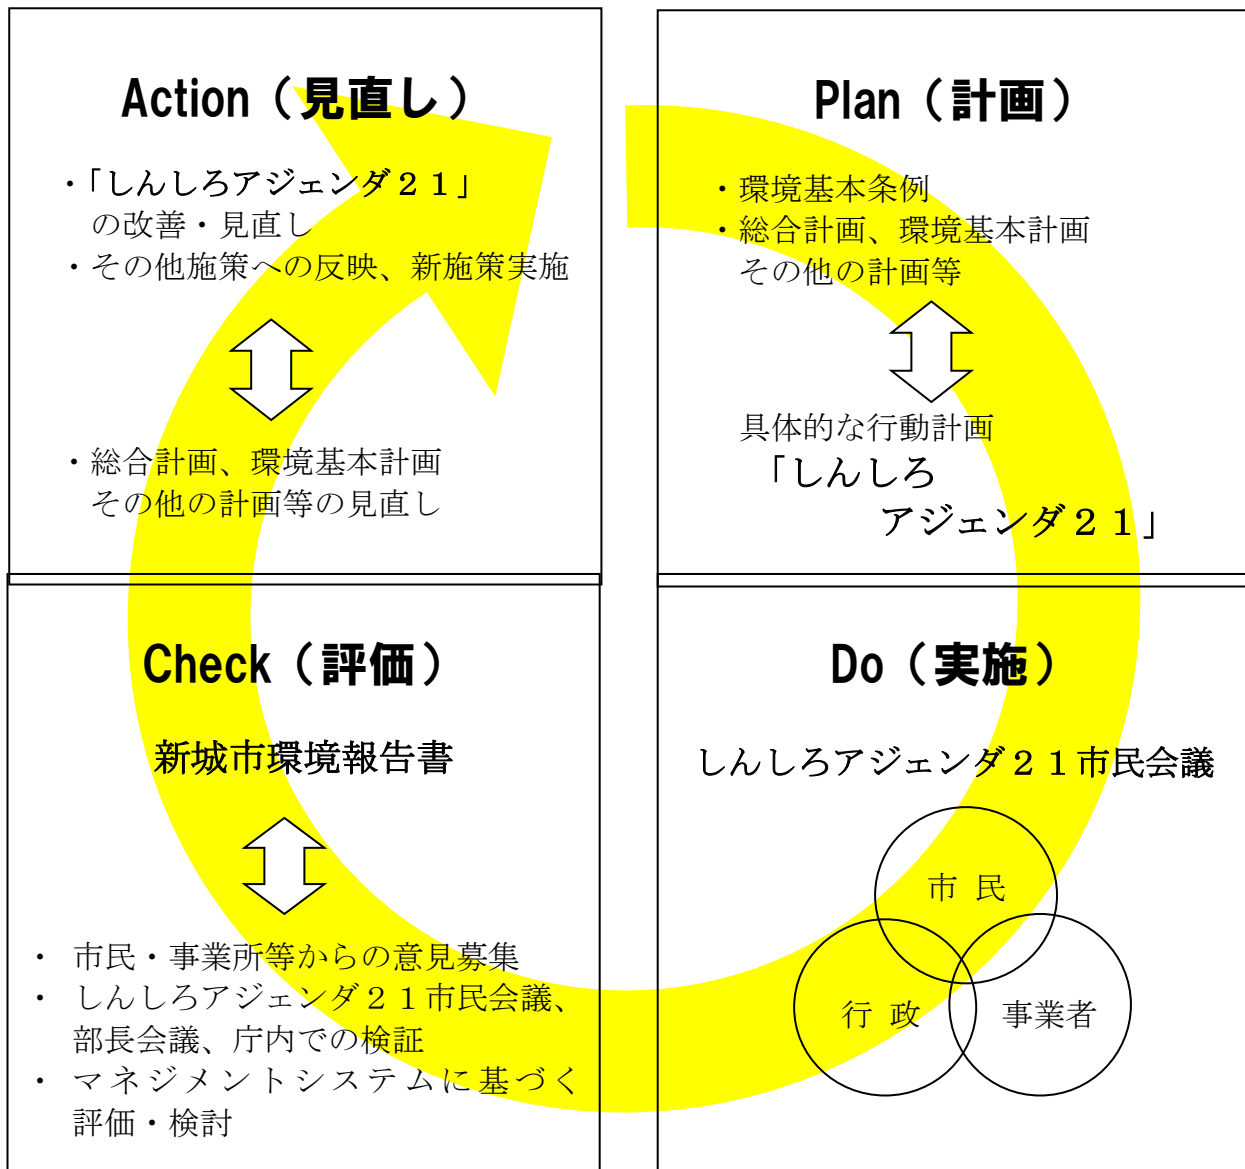 Action（見直し）
・「しんしろアジェンダ２１」
の改善・見直し
・その他施策への反映、新施策実施
・総合計画、環境基本計画
その他の計画等の見直し
Plan（計画）
・環境基本条例
・総合計画、環境基本計画
その他の計画等
具体的な行動計画
「しんしろ
アジェンダ２１」
Check（評価）
新城市環境報告書
・ 市民・事業所等からの意見募集
・ しんしろアジェンダ２１市民会議、
部長会議、庁内での検証
・ マネジメントシステムに基づく
評価・検討
Do（実施）
しんしろアジェンダ２１市民会議
市 民
行 政
事業者